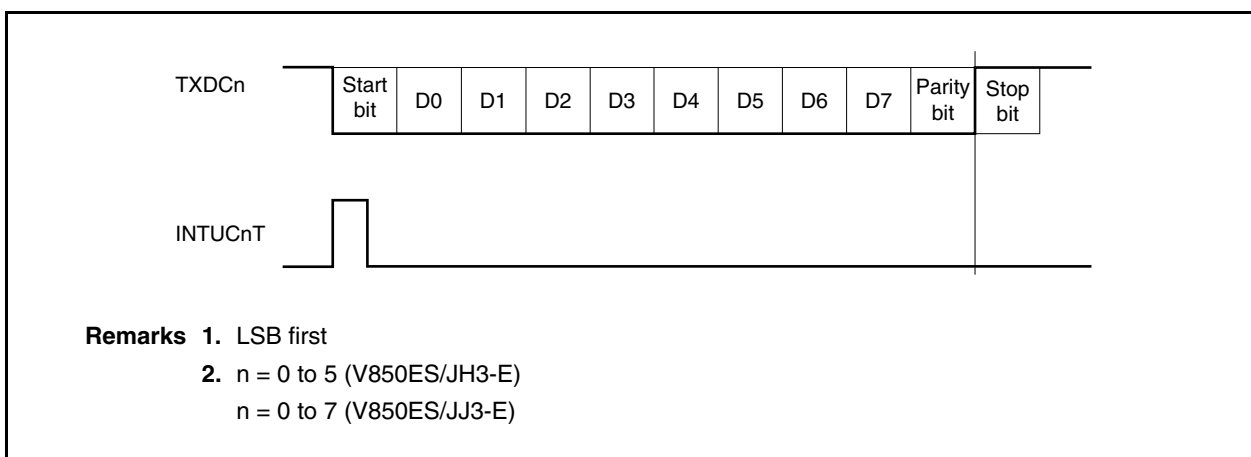 TXDCn
Start bit D0 D1 D2 D3 D4 D5 D6 D7 Parity bit Stop bit
INTUCnT
Remarks 1. LSB first
2. n = 0 to 5 (V850ES/JH3-E)
n = 0 to 7 (V850ES/JJ3-E)